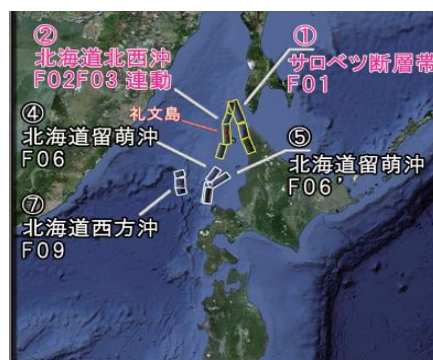 ②
北海道北西沖
F02F03 連動
①
サロベツ断層帯
F01
礼文島
④
北海道留萌沖
F06
⑤
北海道留萌沖
F06'
⑦
北海道西方沖
F09